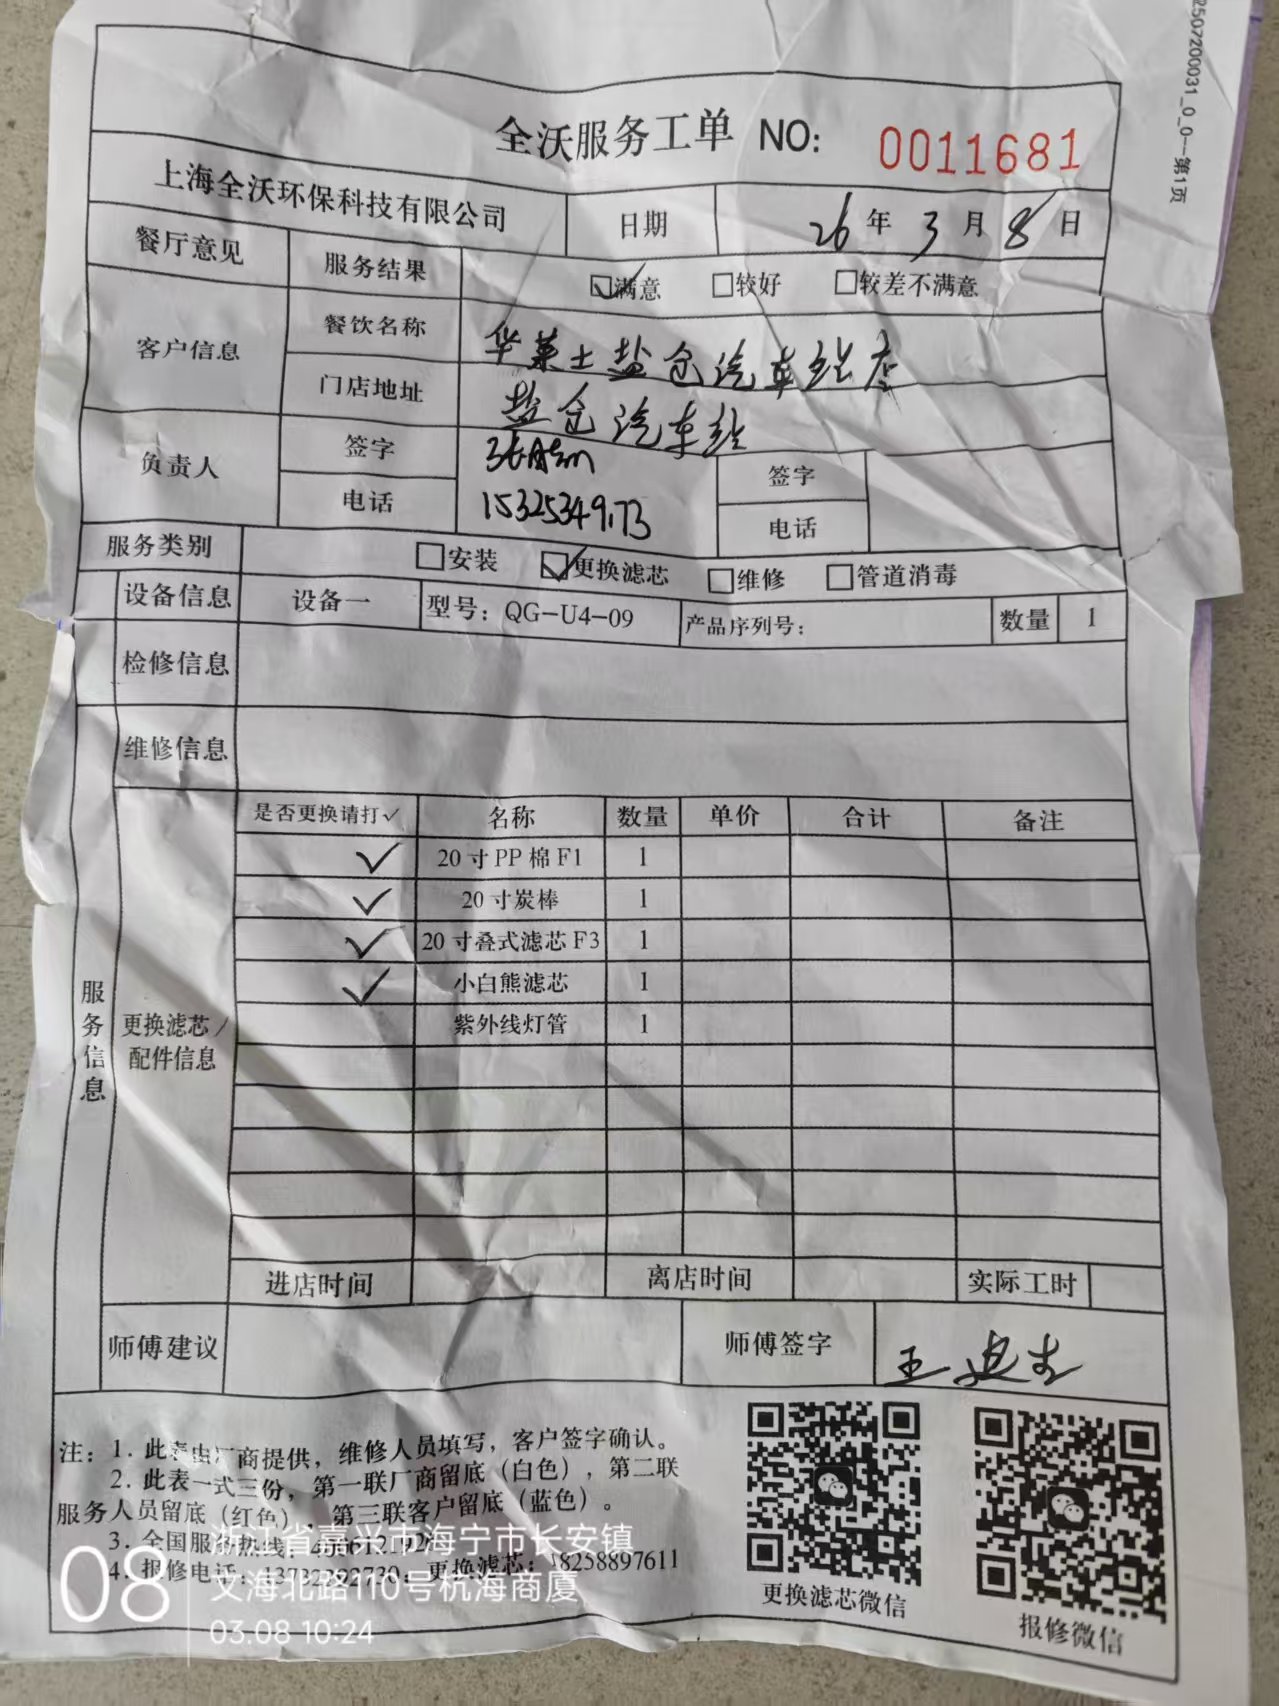 2507200031_0_0—第1页
全沃服务工单 NO: 0011681
上海全沃环保科技有限公司 日期 26年3月8日
餐厅意见 服务结果 ☑满意 □较好 □较差不满意
客户信息 餐饮名称 华莱士盐仓汽车站店
门店地址 盐仓汽车站
负责人 签字 签字
电话 15325349173 电话
服务类别 □安装 ☑更换滤芯 □维修 □管道消毒
设备信息 设备一 型号：QG-U4-09 产品序列号： 数量 1
检修信息
维修信息
服务信息
更换滤芯/配件信息
是否更换请打✓ 名称 数量 单价 合计 备注
✓ 20寸PP棉F1 1
✓ 20寸炭棒 1
✓ 20寸叠式滤芯F3 1
✓ 小白熊滤芯 1
紫外线灯管 1
进店时间 离店时间 实际工时
师傅建议 师傅签字 王
注：1. 此表由厂商提供，维修人员填写，客户签字确认。
2. 此表一式三份，第一联厂商留底（白色），第二联
服务人员留底（红色），第三联客户留底（蓝色）。
3. 全国服务热线：
4. 报修电话： 更换滤芯：18258897611
更换滤芯微信
报修微信
08
浙江省嘉兴市海宁市长安镇
文海北路110号杭海商厦
03.08 10:24